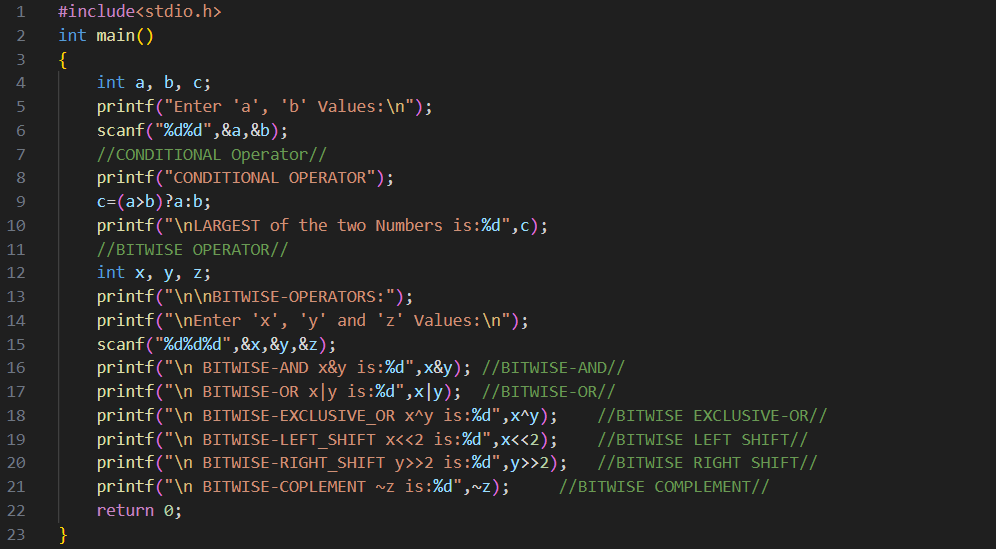 1 #include<stdio.h>
2 int main()
3 {
4 int a, b, c;
5 printf("Enter 'a', 'b' Values:\n");
6 scanf("%d%d",&a,&b);
7 //CONDITIONAL Operator//
8 printf("CONDITIONAL OPERATOR");
9 c=(a>b)?a:b;
10 printf("\nLARGEST of the two Numbers is:%d",c);
11 //BITWISE OPERATOR//
12 int x, y, z;
13 printf("\n\nBITWISE-OPERATORS:");
14 printf("\nEnter 'x', 'y' and 'z' Values:\n");
15 scanf("%d%d%d",&x,&y,&z);
16 printf("\n BITWISE-AND x&y is:%d",x&y); //BITWISE-AND//
17 printf("\n BITWISE-OR x|y is:%d",x|y); //BITWISE-OR//
18 printf("\n BITWISE-EXCLUSIVE_OR x^y is:%d",x^y); //BITWISE EXCLUSIVE-OR//
19 printf("\n BITWISE-LEFT_SHIFT x<<2 is:%d",x<<2); //BITWISE LEFT SHIFT//
20 printf("\n BITWISE-RIGHT_SHIFT y>>2 is:%d",y>>2); //BITWISE RIGHT SHIFT//
21 printf("\n BITWISE-COPLEMENT ~z is:%d",~z); //BITWISE COMPLEMENT//
22 return 0;
23 }